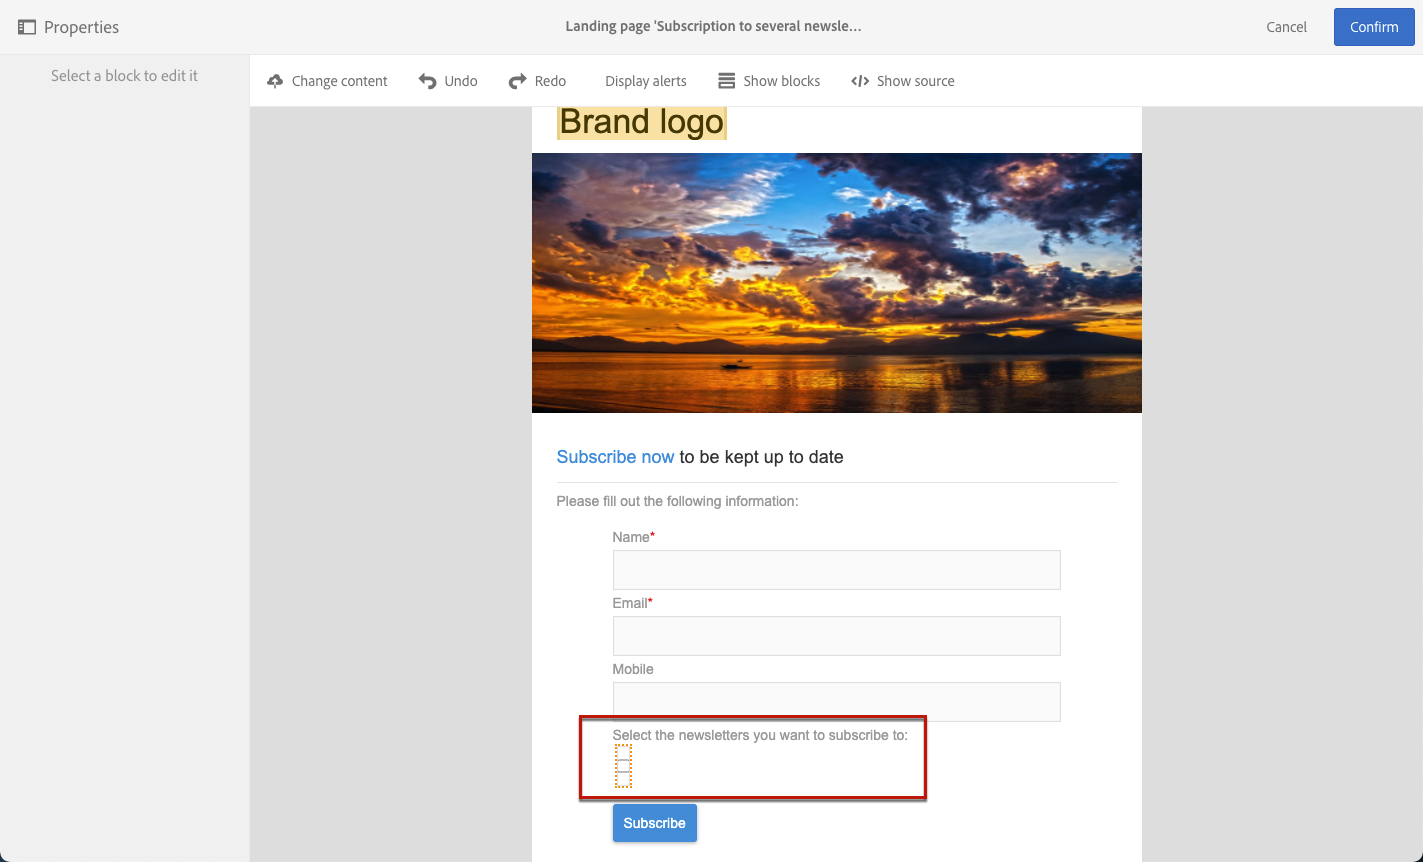 Properties
Landing page 'Subscription to several newsle...
Cancel
Confirm
Select a block to edit it
Change content
Undo
Redo
Display alerts
Show blocks
Show source
Brand logo
Subscribe now to be kept up to date
Please fill out the following information:
Name*
Email*
Mobile
Select the newsletters you want to subscribe to:
Subscribe